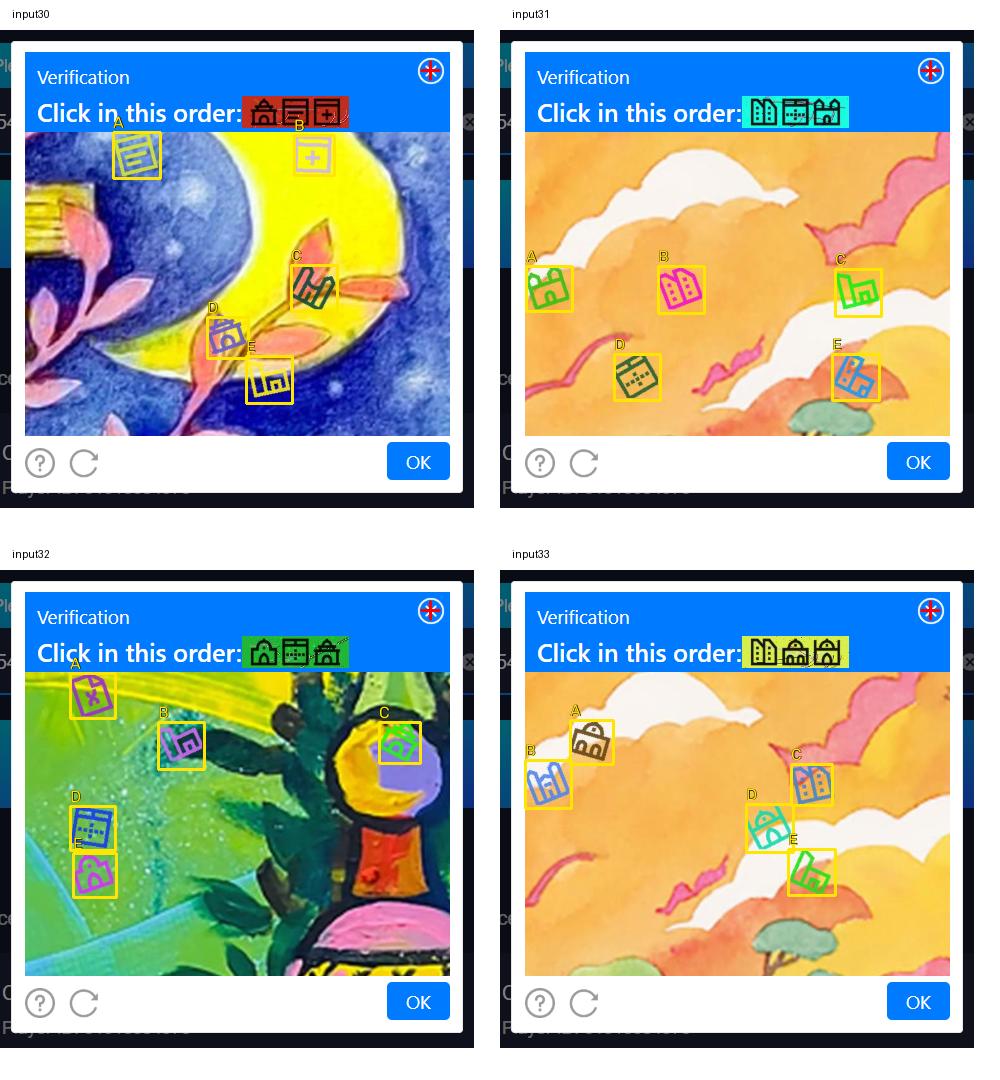 input30
input31
Verification
Click in this order:
A
B
C
D
E
OK
Verification
Click in this order:
A
B
C
D
E
OK
input32
input33
Verification
Click in this order:
A
B
C
D
E
OK
Verification
Click in this order:
A
B
C
D
E
OK